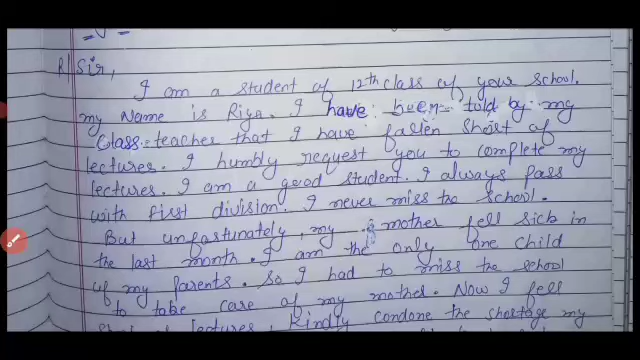 R/Sir,
I am a student of 12th class of your school.
my Name is Riya. I have been told by my
Class-teacher that I have fallen short of
lectures. I humbly request you to complete my
lectures. I am a good student. I always pass
with first division. I never miss the school.
But unfortunately, my mother fell sick in
the last month. I am the only one child
of my parents. So I had to miss the school
to take care of my mother. Now I fell
lectures, Kindly condone the shortage my